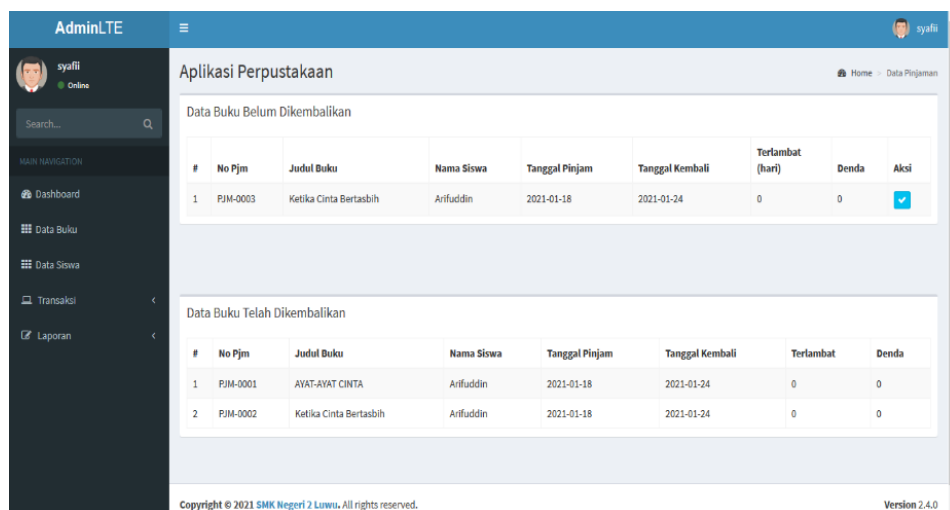 AdminLTE
syafii
syafii
Online
Aplikasi Perpustakaan
Home > Data Pinjaman
Search...
MAIN NAVIGATION
Dashboard
Data Buku
Data Siswa
Transaksi
Laporan
Data Buku Belum Dikembalikan
# No Pjm Judul Buku Nama Siswa Tanggal Pinjam Tanggal Kembali Terlambat (hari) Denda Aksi
1 PJM-0003 Ketika Cinta Bertasbih Arifuddin 2021-01-18 2021-01-24 0 0
Data Buku Telah Dikembalikan
# No Pjm Judul Buku Nama Siswa Tanggal Pinjam Tanggal Kembali Terlambat Denda
1 PJM-0001 AYAT-AYAT CINTA Arifuddin 2021-01-18 2021-01-24 0 0
2 PJM-0002 Ketika Cinta Bertasbih Arifuddin 2021-01-18 2021-01-24 0 0
Copyright © 2021 SMK Negeri 2 Luwu. All rights reserved.
Version 2.4.0